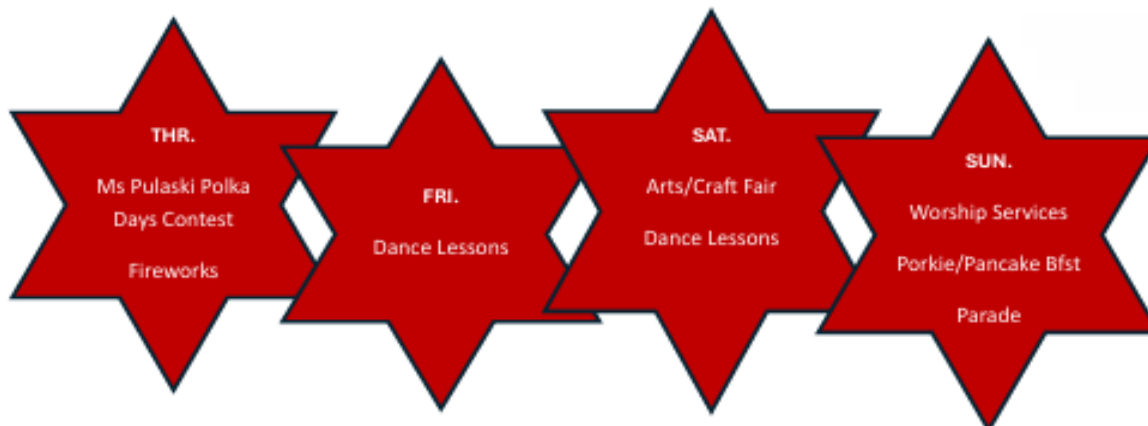 THR.
Ms Pulaski Polka
Days Contest
Fireworks
FRI.
Dance Lessons
SAT.
Arts/Craft Fair
Dance Lessons
SUN.
Worship Services
Porkie/Pancake Bfst
Parade